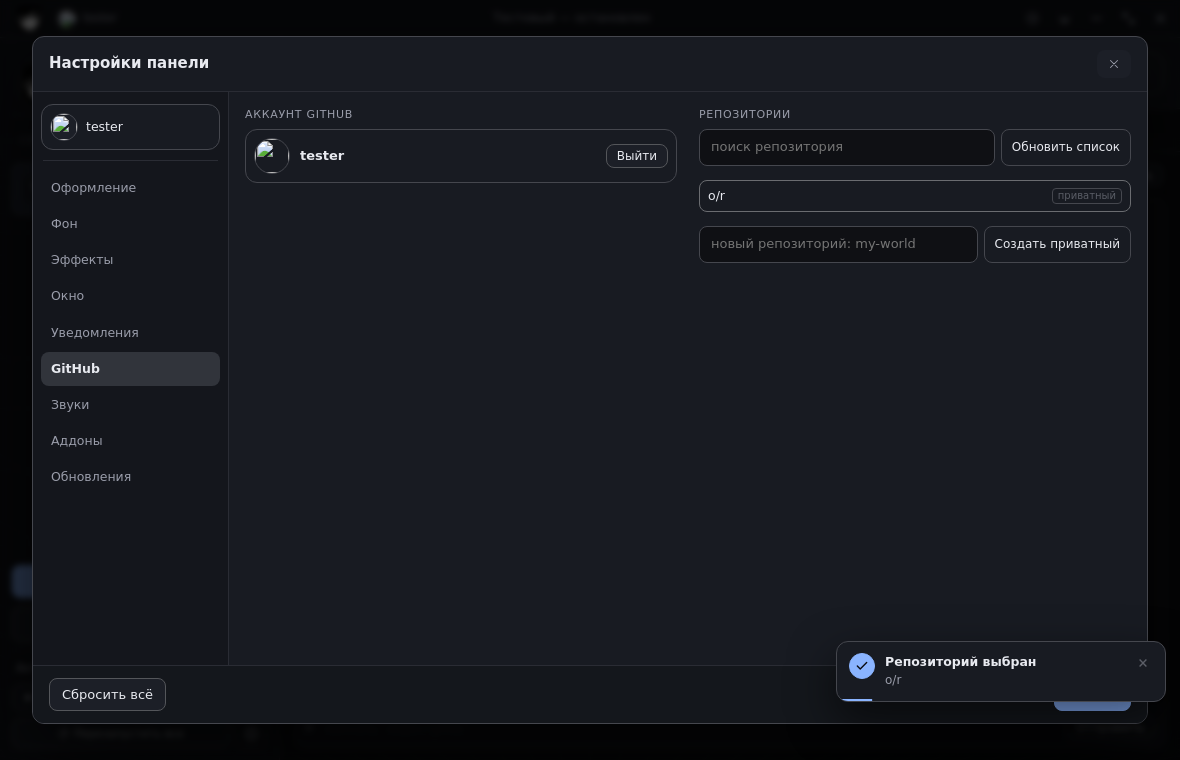 Настройки панели
tester
Оформление
Фон
Эффекты
Окно
Уведомления
GitHub
Звуки
Аддоны
Обновления
АККАУНТ GITHUB
tester
Выйти
РЕПОЗИТОРИИ
поиск репозитория
Обновить список
o/r
приватный
новый репозиторий: my-world
Создать приватный
Сбросить всё
Репозиторий выбран
o/r